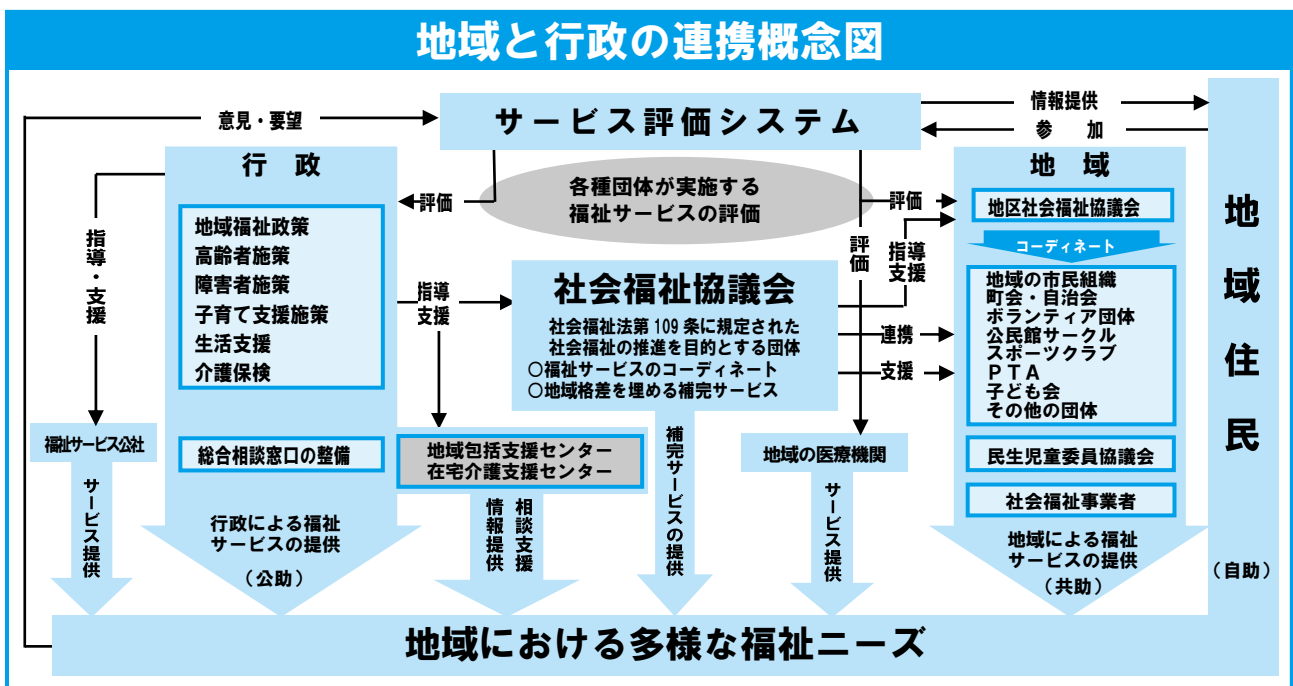 地域と行政の連携概念図
意見・要望
サービス評価システム
情報提供
参加
行政
地域福祉政策
高齢者施策
障害者施策
子育て支援施策
生活支援
介護保検
総合相談窓口の整備
行政による福祉
サービスの提供
（公助）
指導・支援
福祉サービス公社
サービス提供
評価
各種団体が実施する
福祉サービスの評価
指導
支援
社会福祉協議会
社会福祉法第109条に規定された
社会福祉の推進を目的とする団体
○福祉サービスのコーディネート
○地域格差を埋める補完サービス
地域包括支援センター
在宅介護支援センター
相談支援
情報提供
補完サービスの提供
評価
地域の医療機関
サービス提供
評価
指導
支援
連携
支援
地域
地区社会福祉協議会
コーディネート
地域の市民組織
町会・自治会
ボランティア団体
公民館サークル
スポーツクラブ
ＰＴＡ
子ども会
その他の団体
民生児童委員協議会
社会福祉事業者
地域による福祉
サービスの提供
（共助）
地域住民
（自助）
地域における多様な福祉ニーズ